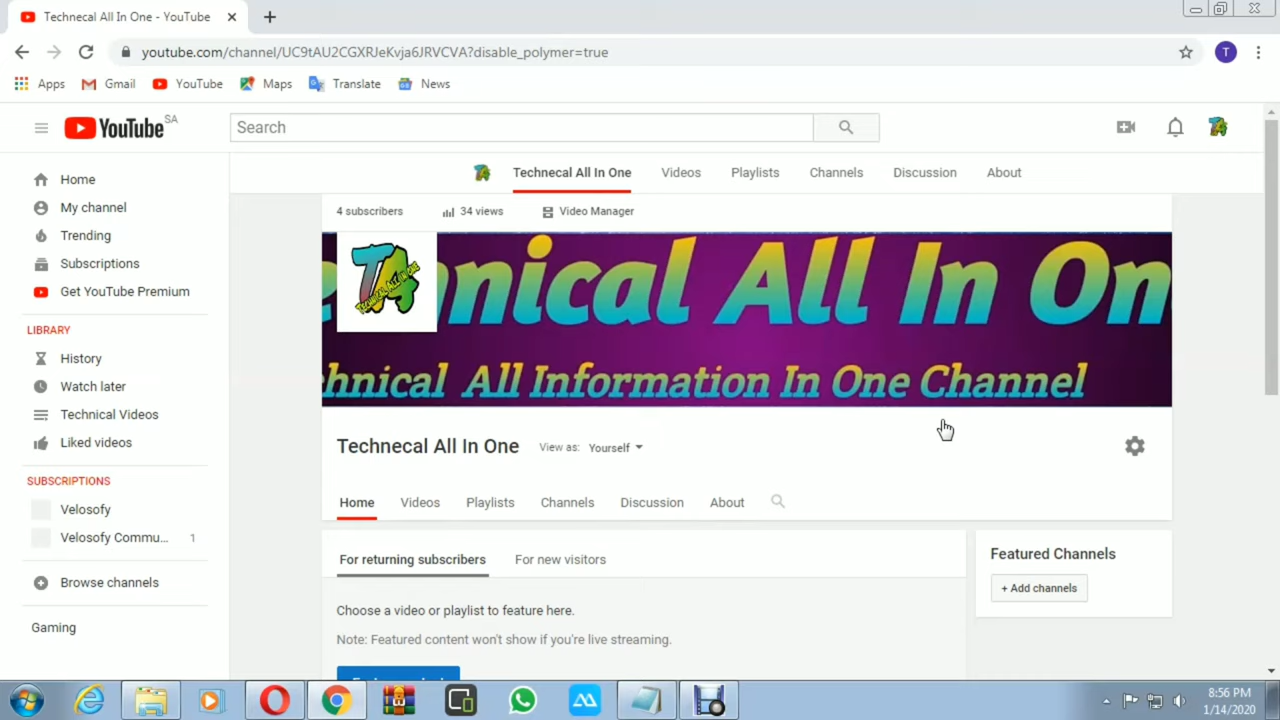 Technecal All In One - YouTube
youtube.com/channel/UC9tAU2CGXRJeKvja6JRVCVA?disable_polymer=true
T
Apps Gmail YouTube Maps Translate News
YouTube SA
Search
Technecal All In One Videos Playlists Channels Discussion About
Home
My channel
Trending
Subscriptions
Get YouTube Premium
LIBRARY
History
Watch later
Technical Videos
Liked videos
SUBSCRIPTIONS
Velosofy
Velosofy Commu... 1
Browse channels
Gaming
4 subscribers 34 views Video Manager
nical All In On
hnical All Information In One Channel
Technecal All In One View as: Yourself
Home Videos Playlists Channels Discussion About
For returning subscribers For new visitors
Choose a video or playlist to feature here.
Note: Featured content won't show if you're live streaming.
Featured Channels
+ Add channels
8:56 PM
1/14/2020